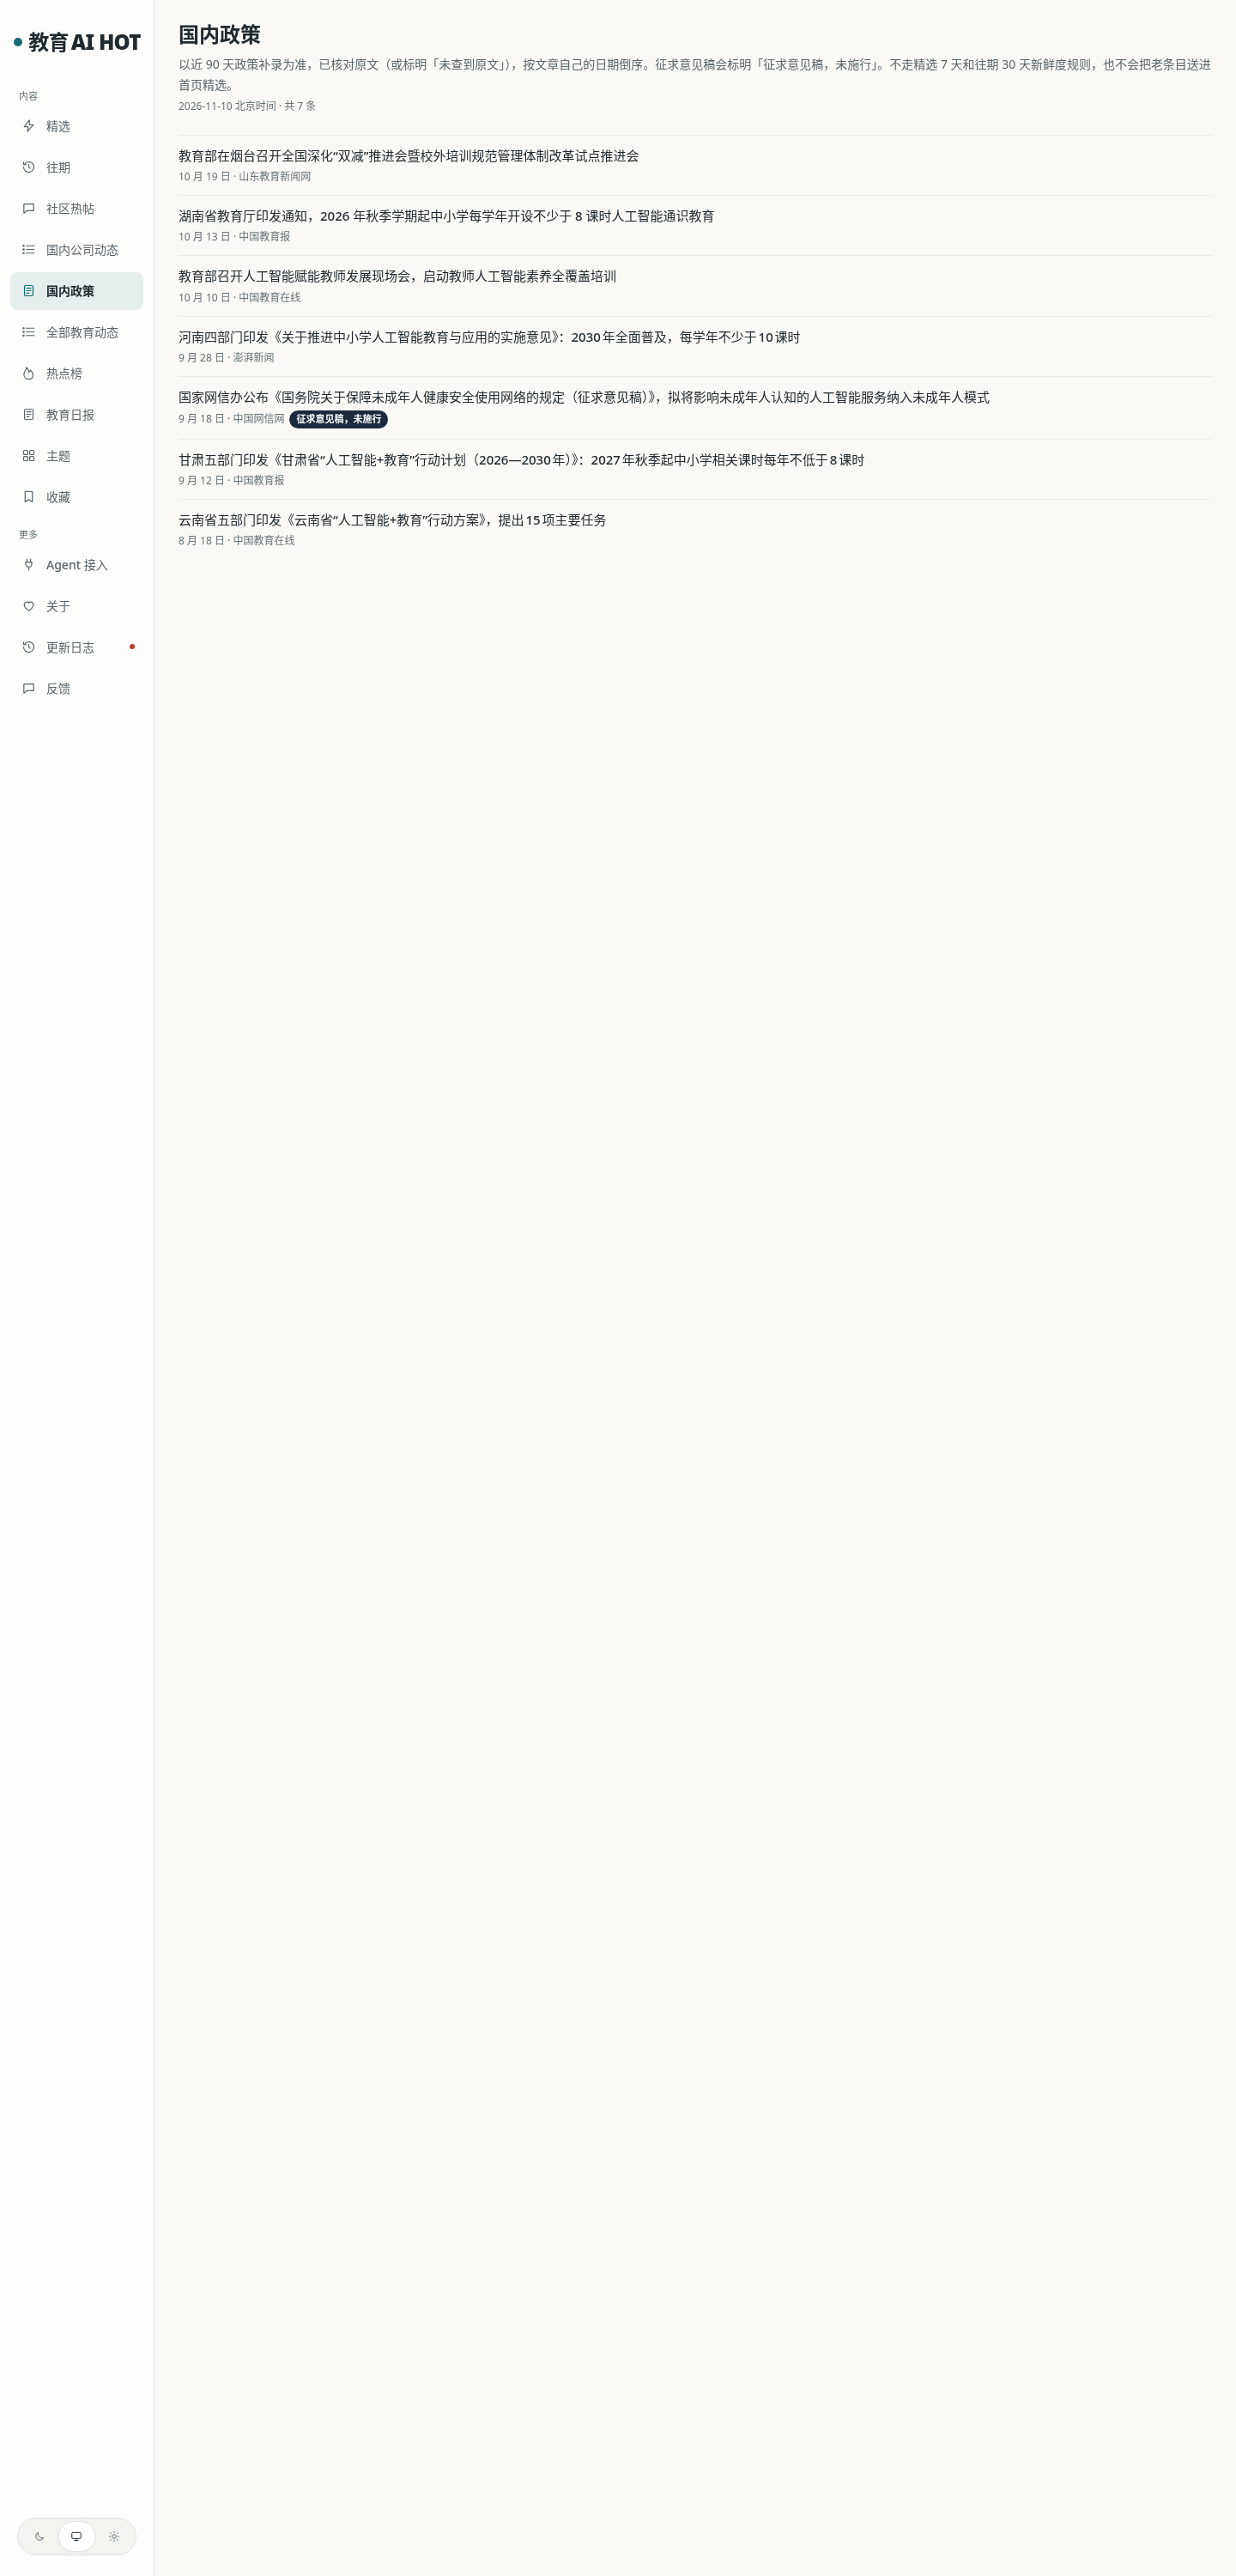 教育 AI HOT
内容
精选
往期
社区热帖
国内公司动态
国内政策
全部教育动态
热点榜
教育日报
主题
收藏
更多
Agent 接入
关于
更新日志
反馈
国内政策
以近 90 天政策补录为准，已核对原文（或标明「未查到原文」），按文章自己的日期倒序。征求意见稿会标明「征求意见稿，未施行」。不走精选 7 天和往期 30 天新鲜度规则，也不会把老条目送进
首页精选。
2026-11-10 北京时间 · 共 7 条
教育部在烟台召开全国深化“双减”推进会暨校外培训规范管理体制改革试点推进会
10 月 19 日 · 山东教育新闻网
湖南省教育厅印发通知，2026 年秋季学期起中小学每学年开设不少于 8 课时人工智能通识教育
10 月 13 日 · 中国教育报
教育部召开人工智能赋能教师发展现场会，启动教师人工智能素养全覆盖培训
10 月 10 日 · 中国教育在线
河南四部门印发《关于推进中小学人工智能教育与应用的实施意见》：2030年全面普及，每学年不少于10课时
9 月 28 日 · 澎湃新闻
国家网信办公布《国务院关于保障未成年人健康安全使用网络的规定（征求意见稿）》，拟将影响未成年人认知的人工智能服务纳入未成年人模式
9 月 18 日 · 中国网信网 征求意见稿，未施行
甘肃五部门印发《甘肃省“人工智能+教育”行动计划（2026—2030年）》：2027年秋季起中小学相关课时每年不低于8课时
9 月 12 日 · 中国教育报
云南省五部门印发《云南省“人工智能+教育”行动方案》，提出15项主要任务
8 月 18 日 · 中国教育在线